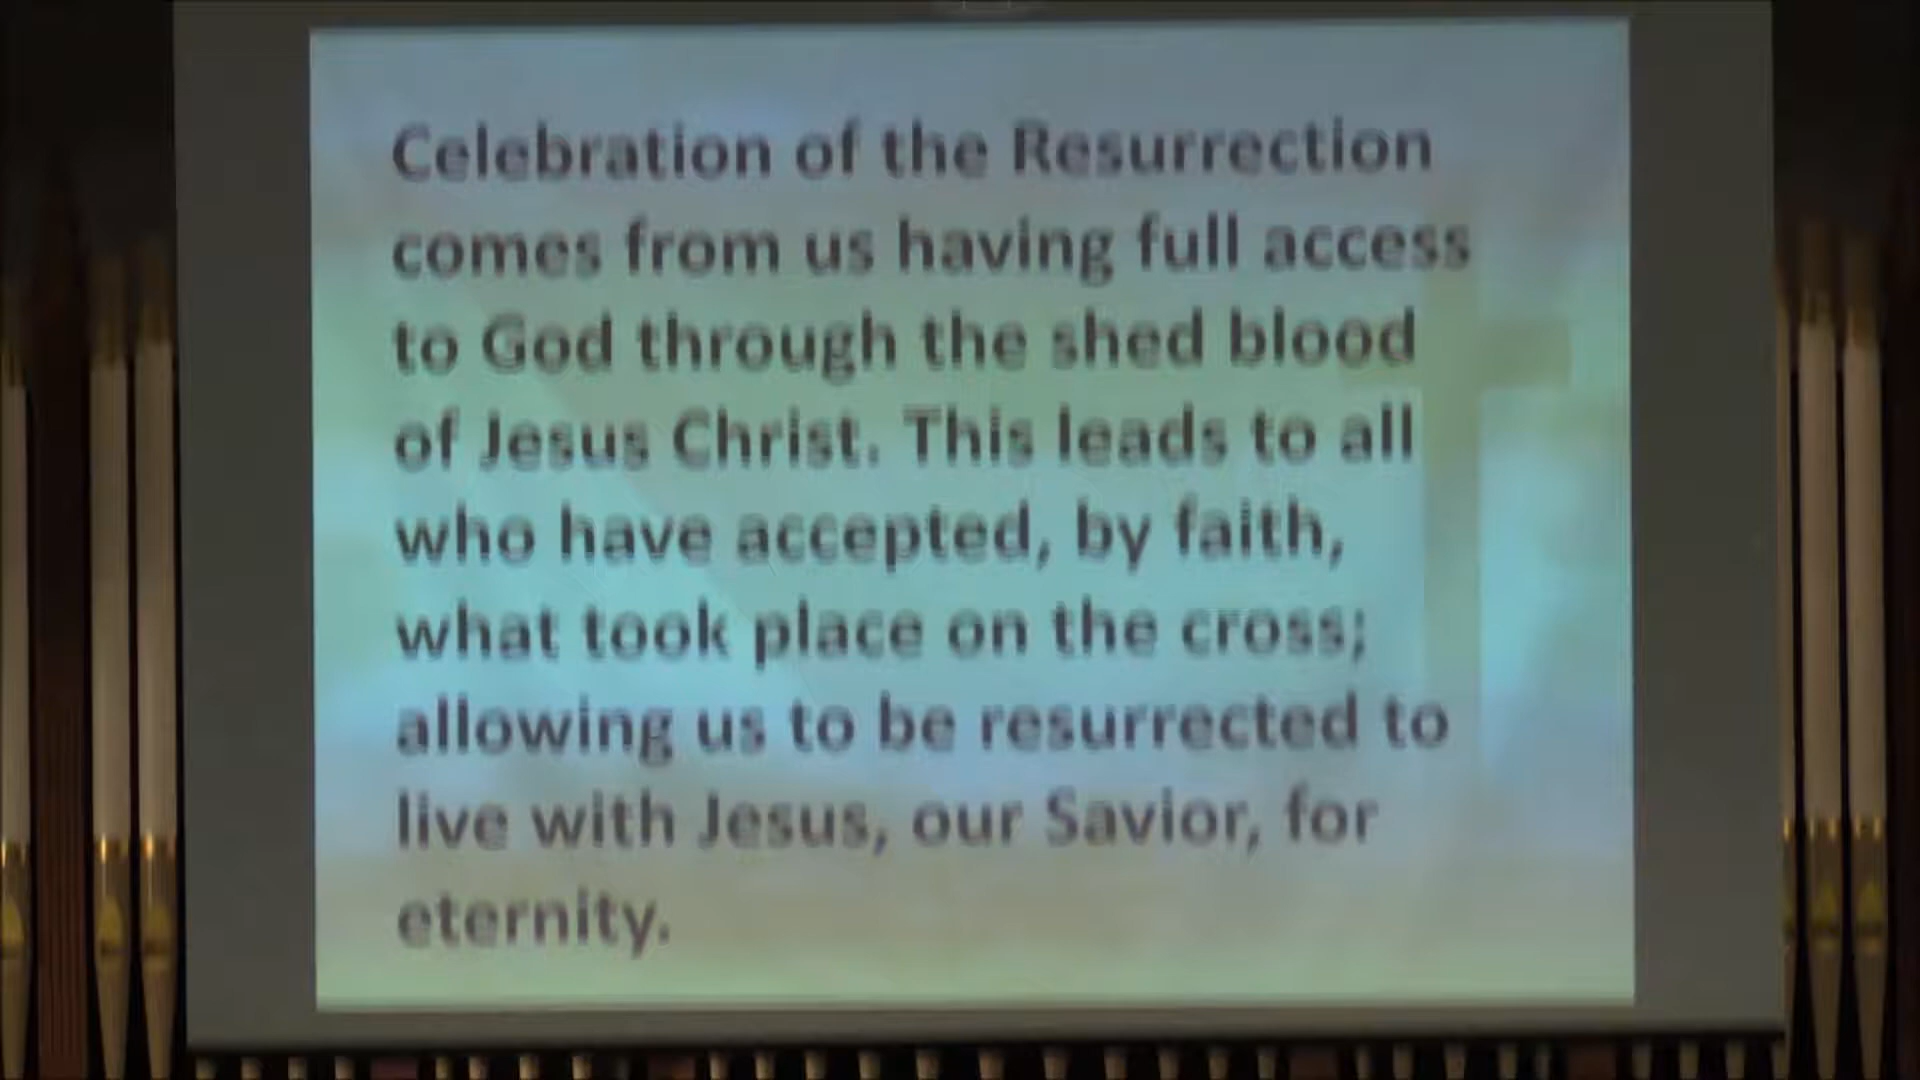 Celebration of the Resurrection
comes from us having full access
to God through the shed blood
of Jesus Christ. This leads to all
who have accepted, by faith,
what took place on the cross;
allowing us to be resurrected to
live with Jesus, our Savior, for
eternity.